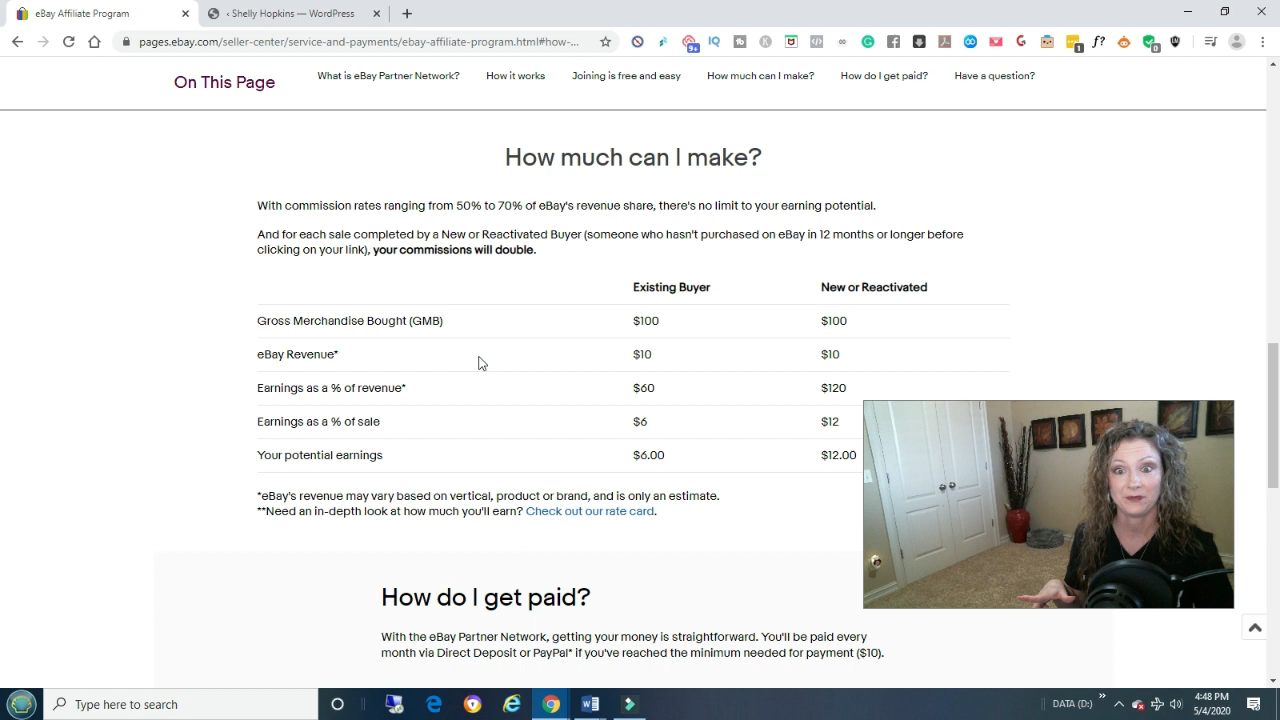 eBay Affiliate Program
‹ Shelly Hopkins — WordPress
pages.ebay.com/seller-center/service-and-payments/ebay-affiliate-program.html#how-...
On This Page
What is eBay Partner Network?
How it works
Joining is free and easy
How much can I make?
How do I get paid?
Have a question?
How much can I make?
With commission rates ranging from 50% to 70% of eBay's revenue share, there's no limit to your earning potential.
And for each sale completed by a New or Reactivated Buyer (someone who hasn't purchased on eBay in 12 months or longer before
clicking on your link), your commissions will double.
Existing Buyer New or Reactivated
Gross Merchandise Bought (GMB) $100 $100
eBay Revenue* $10 $10
Earnings as a % of revenue* $60 $120
Earnings as a % of sale $6 $12
Your potential earnings $6.00 $12.00
*eBay's revenue may vary based on vertical, product or brand, and is only an estimate.
**Need an in-depth look at how much you'll earn? Check out our rate card.
How do I get paid?
With the eBay Partner Network, getting your money is straightforward. You'll be paid every
month via Direct Deposit or PayPal* if you've reached the minimum needed for payment ($10).
Type here to search
DATA (D:)
4:48 PM
5/4/2020